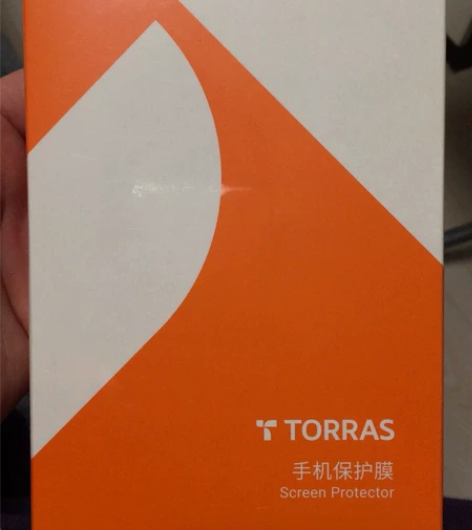 TORRAS
手机保护膜
Screen Protector